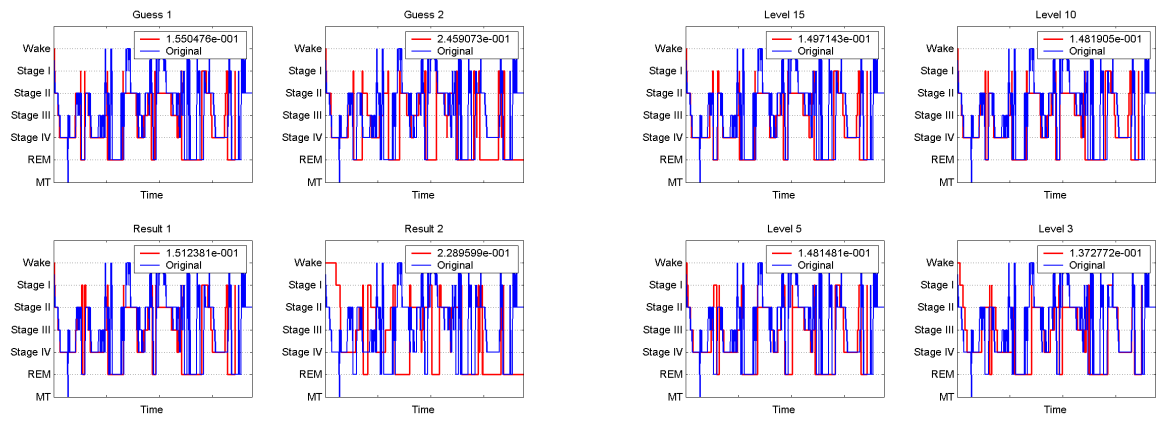 Guess 1
1.550476e-001
Original
Wake
Stage I
Stage II
Stage III
Stage IV
REM
MT
Time
Guess 2
2.459073e-001
Original
Wake
Stage I
Stage II
Stage III
Stage IV
REM
MT
Time
Level 15
1.497143e-001
Original
Wake
Stage I
Stage II
Stage III
Stage IV
REM
MT
Time
Level 10
1.481905e-001
Original
Wake
Stage I
Stage II
Stage III
Stage IV
REM
MT
Time
Result 1
1.512381e-001
Original
Wake
Stage I
Stage II
Stage III
Stage IV
REM
MT
Time
Result 2
2.289599e-001
Original
Wake
Stage I
Stage II
Stage III
Stage IV
REM
MT
Time
Level 5
1.481481e-001
Original
Wake
Stage I
Stage II
Stage III
Stage IV
REM
MT
Time
Level 3
1.372772e-001
Original
Wake
Stage I
Stage II
Stage III
Stage IV
REM
MT
Time